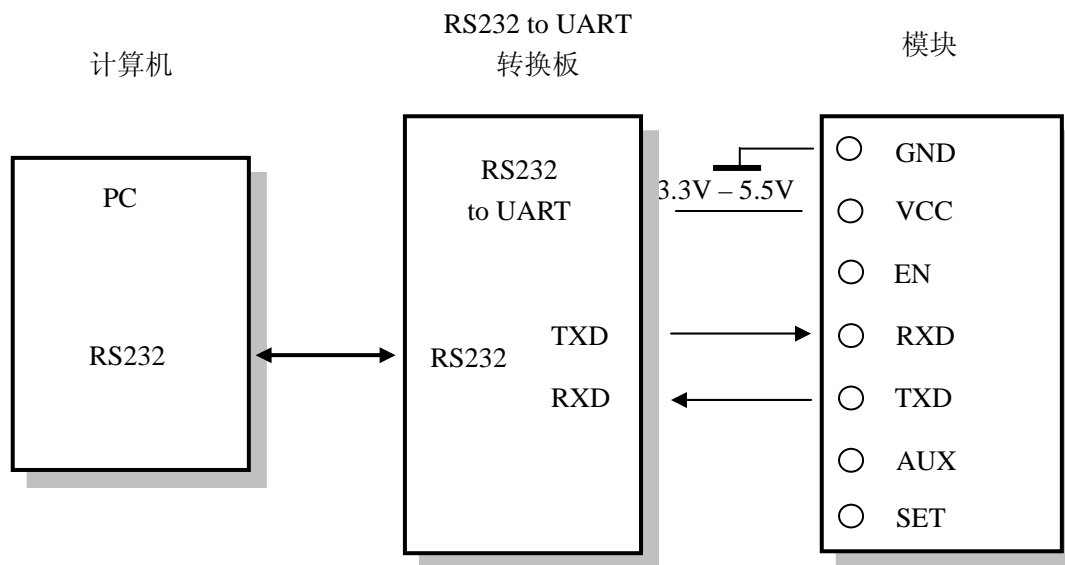 计算机
RS232 to UART
转换板
模块
PC
RS232
RS232
to UART
TXD
RS232
RXD
3.3V – 5.5V
GND
VCC
EN
RXD
TXD
AUX
SET